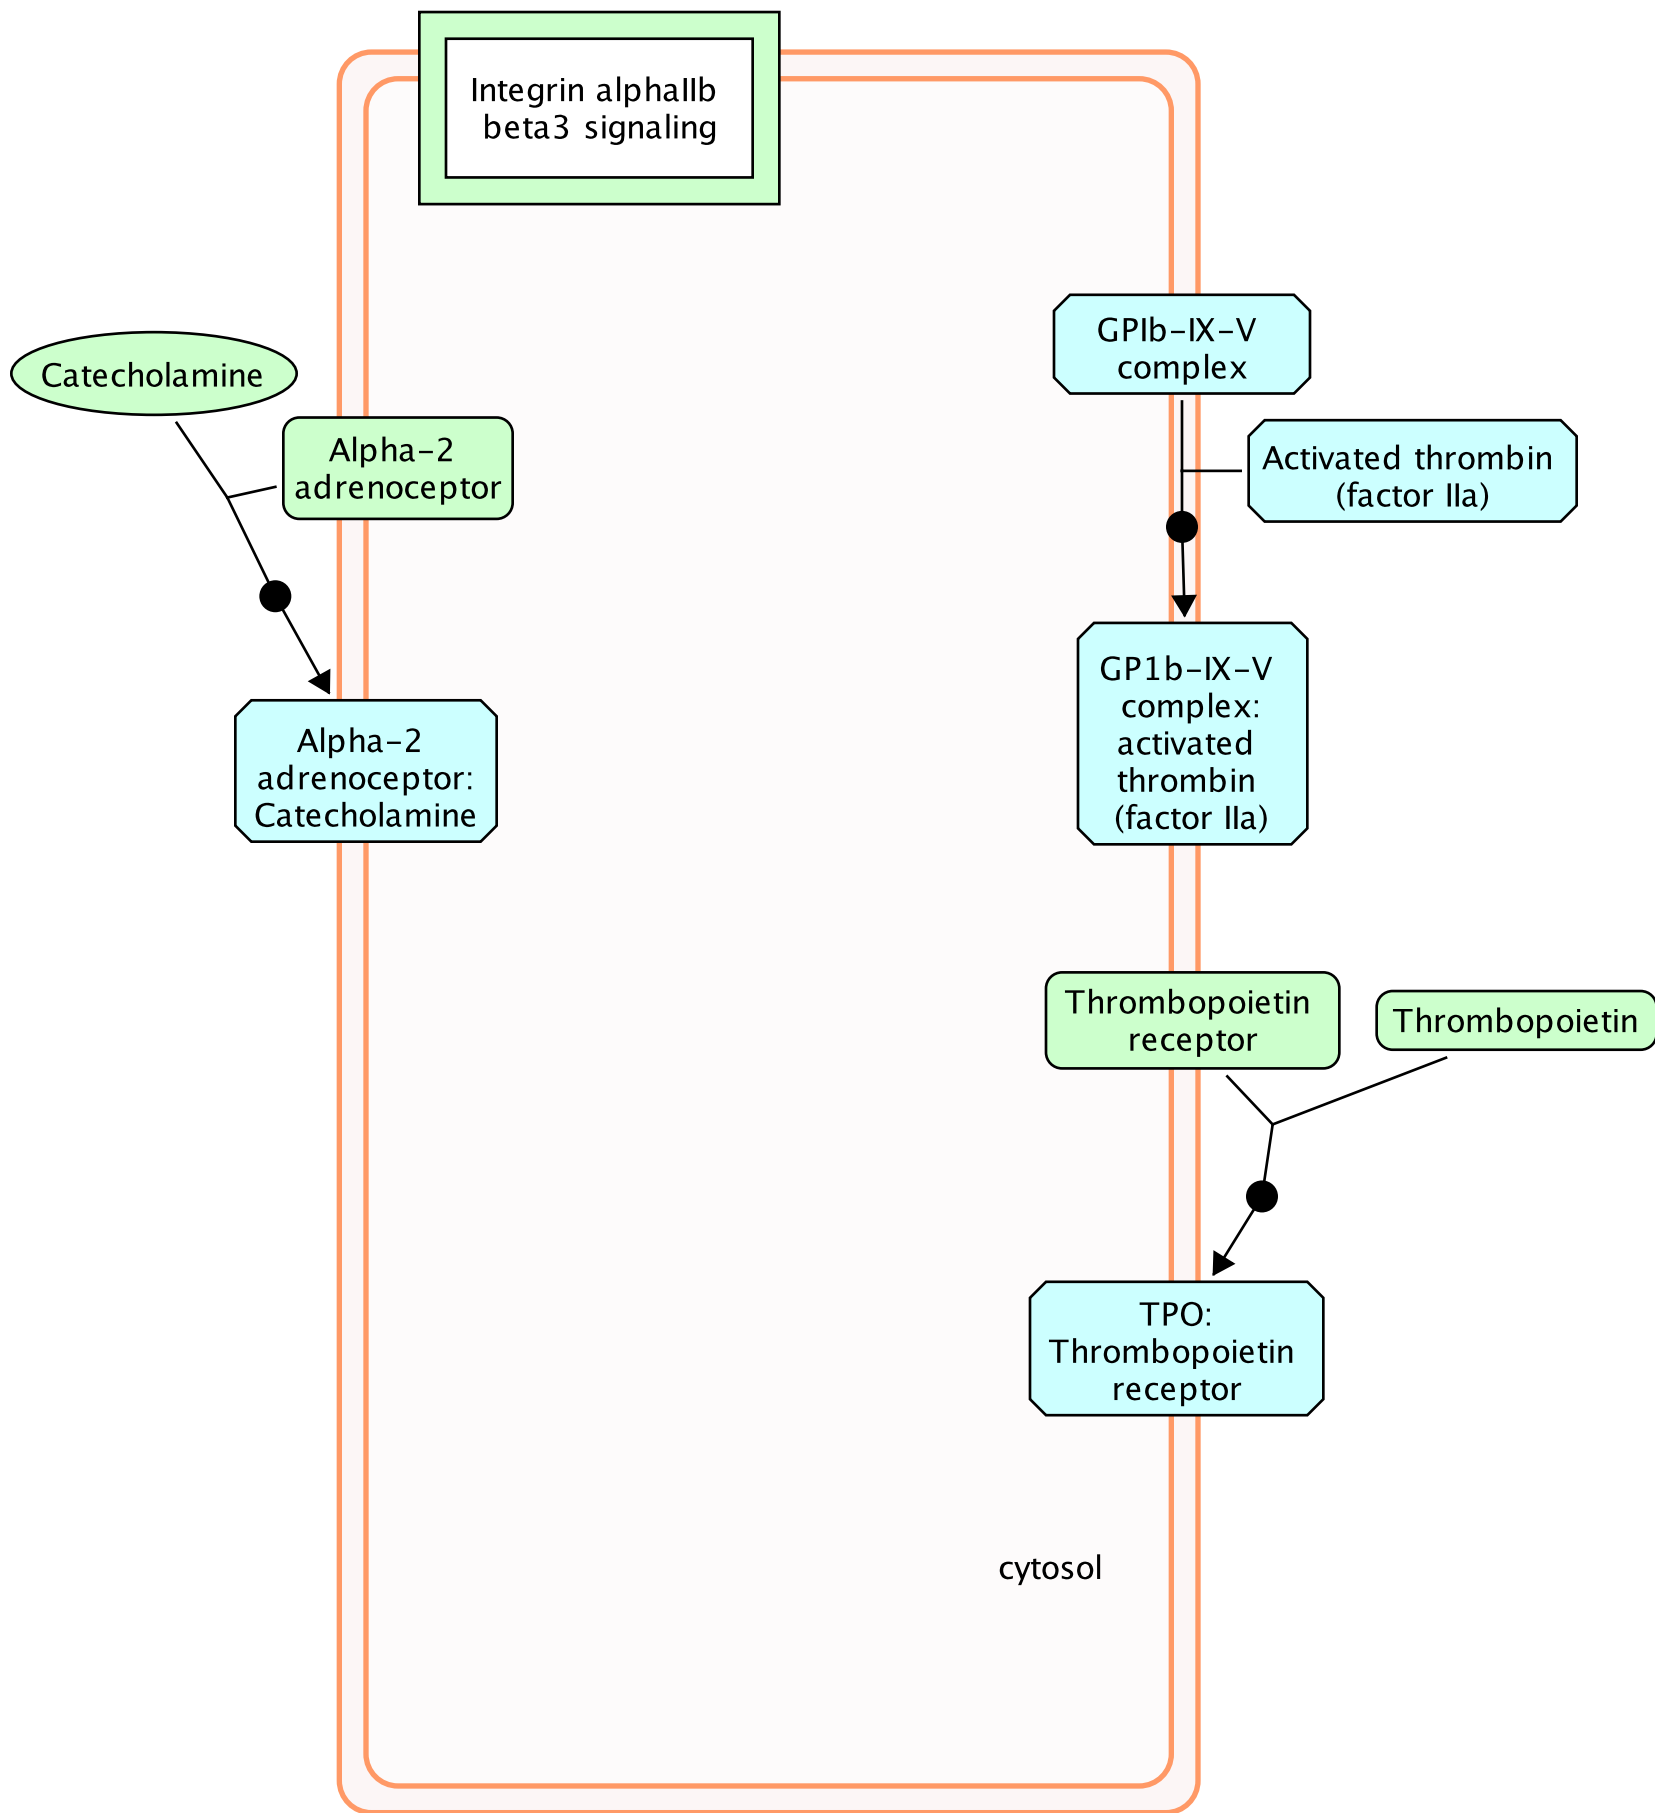 Integrin alphaIIb
beta3 signaling
GPIb-IX-V
complex
Catecholamine
Alpha-2
adrenoceptor
Activated thrombin
(factor IIa)
Alpha-2
adrenoceptor:
Catecholamine
GP1b-IX-V
complex:
activated
thrombin
(factor IIa)
Thrombopoietin
receptor
Thrombopoietin
TPO:
Thrombopoietin
receptor
cytosol